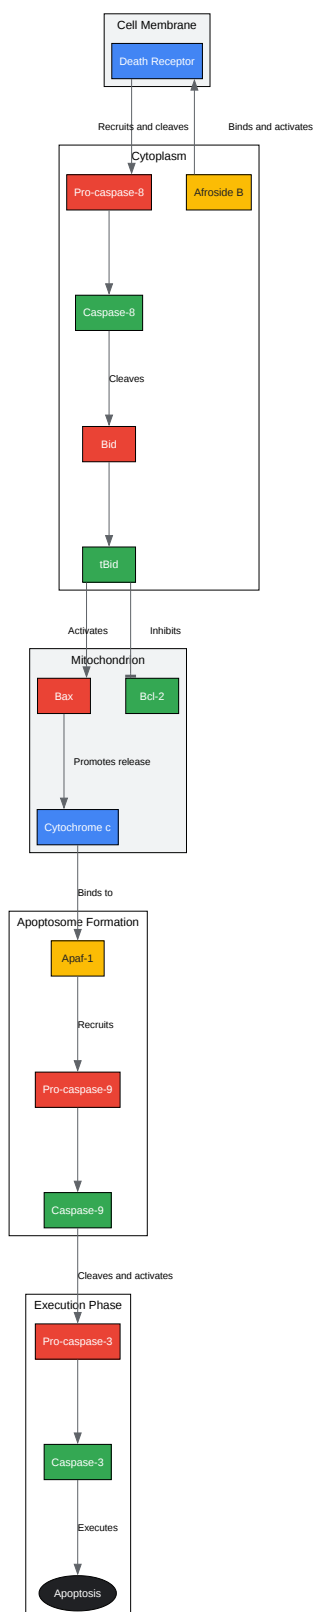 Cell Membrane
Death Receptor
Recruits and cleaves
Binds and activates
Cytoplasm
Pro-caspase-8
Afroside B
Caspase-8
Cleaves
Bid
tBid
Activates
Inhibits
Mitochondrion
Bax
Bcl-2
Promotes release
Cytochrome c
Binds to
Apoptosome Formation
Apaf-1
Recruits
Pro-caspase-9
Caspase-9
Cleaves and activates
Execution Phase
Pro-caspase-3
Caspase-3
Executes
Apoptosis